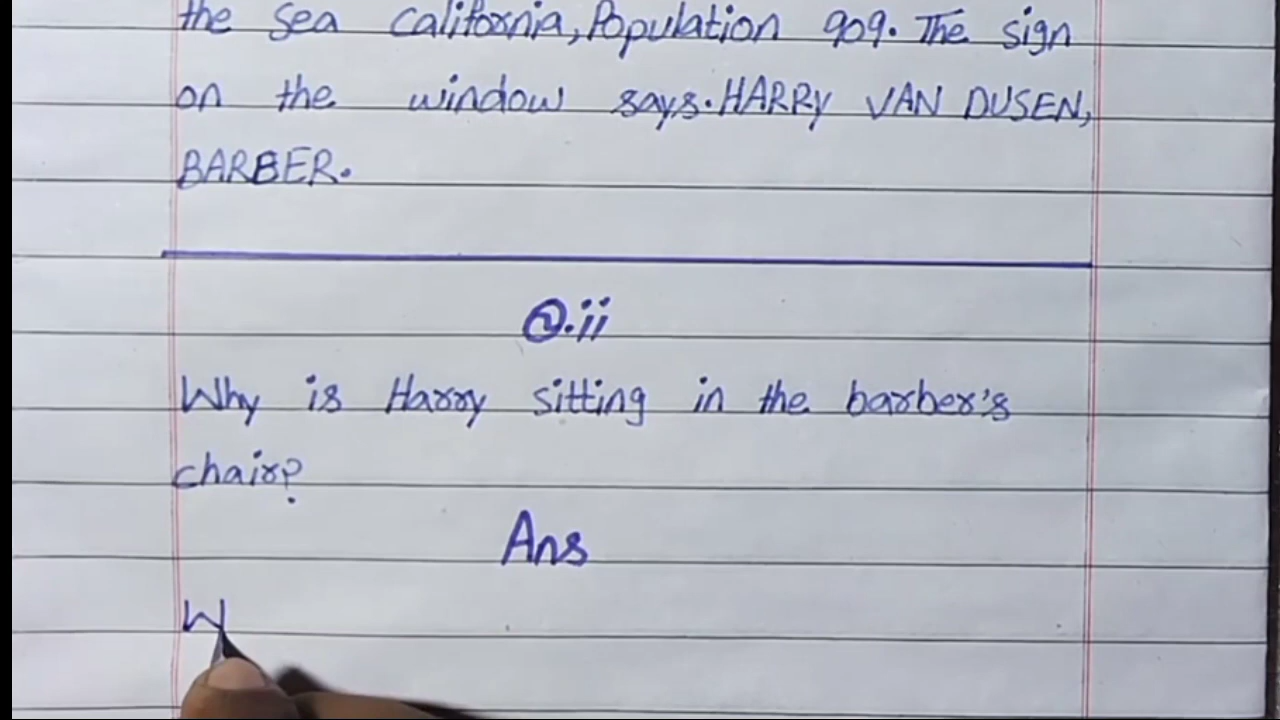 the sea California, Population 909. The sign
on the window says. HARRY VAN DUSEN,
BARBER.
Q.ii
Why is Harry sitting in the barber's
chair?
Ans
W